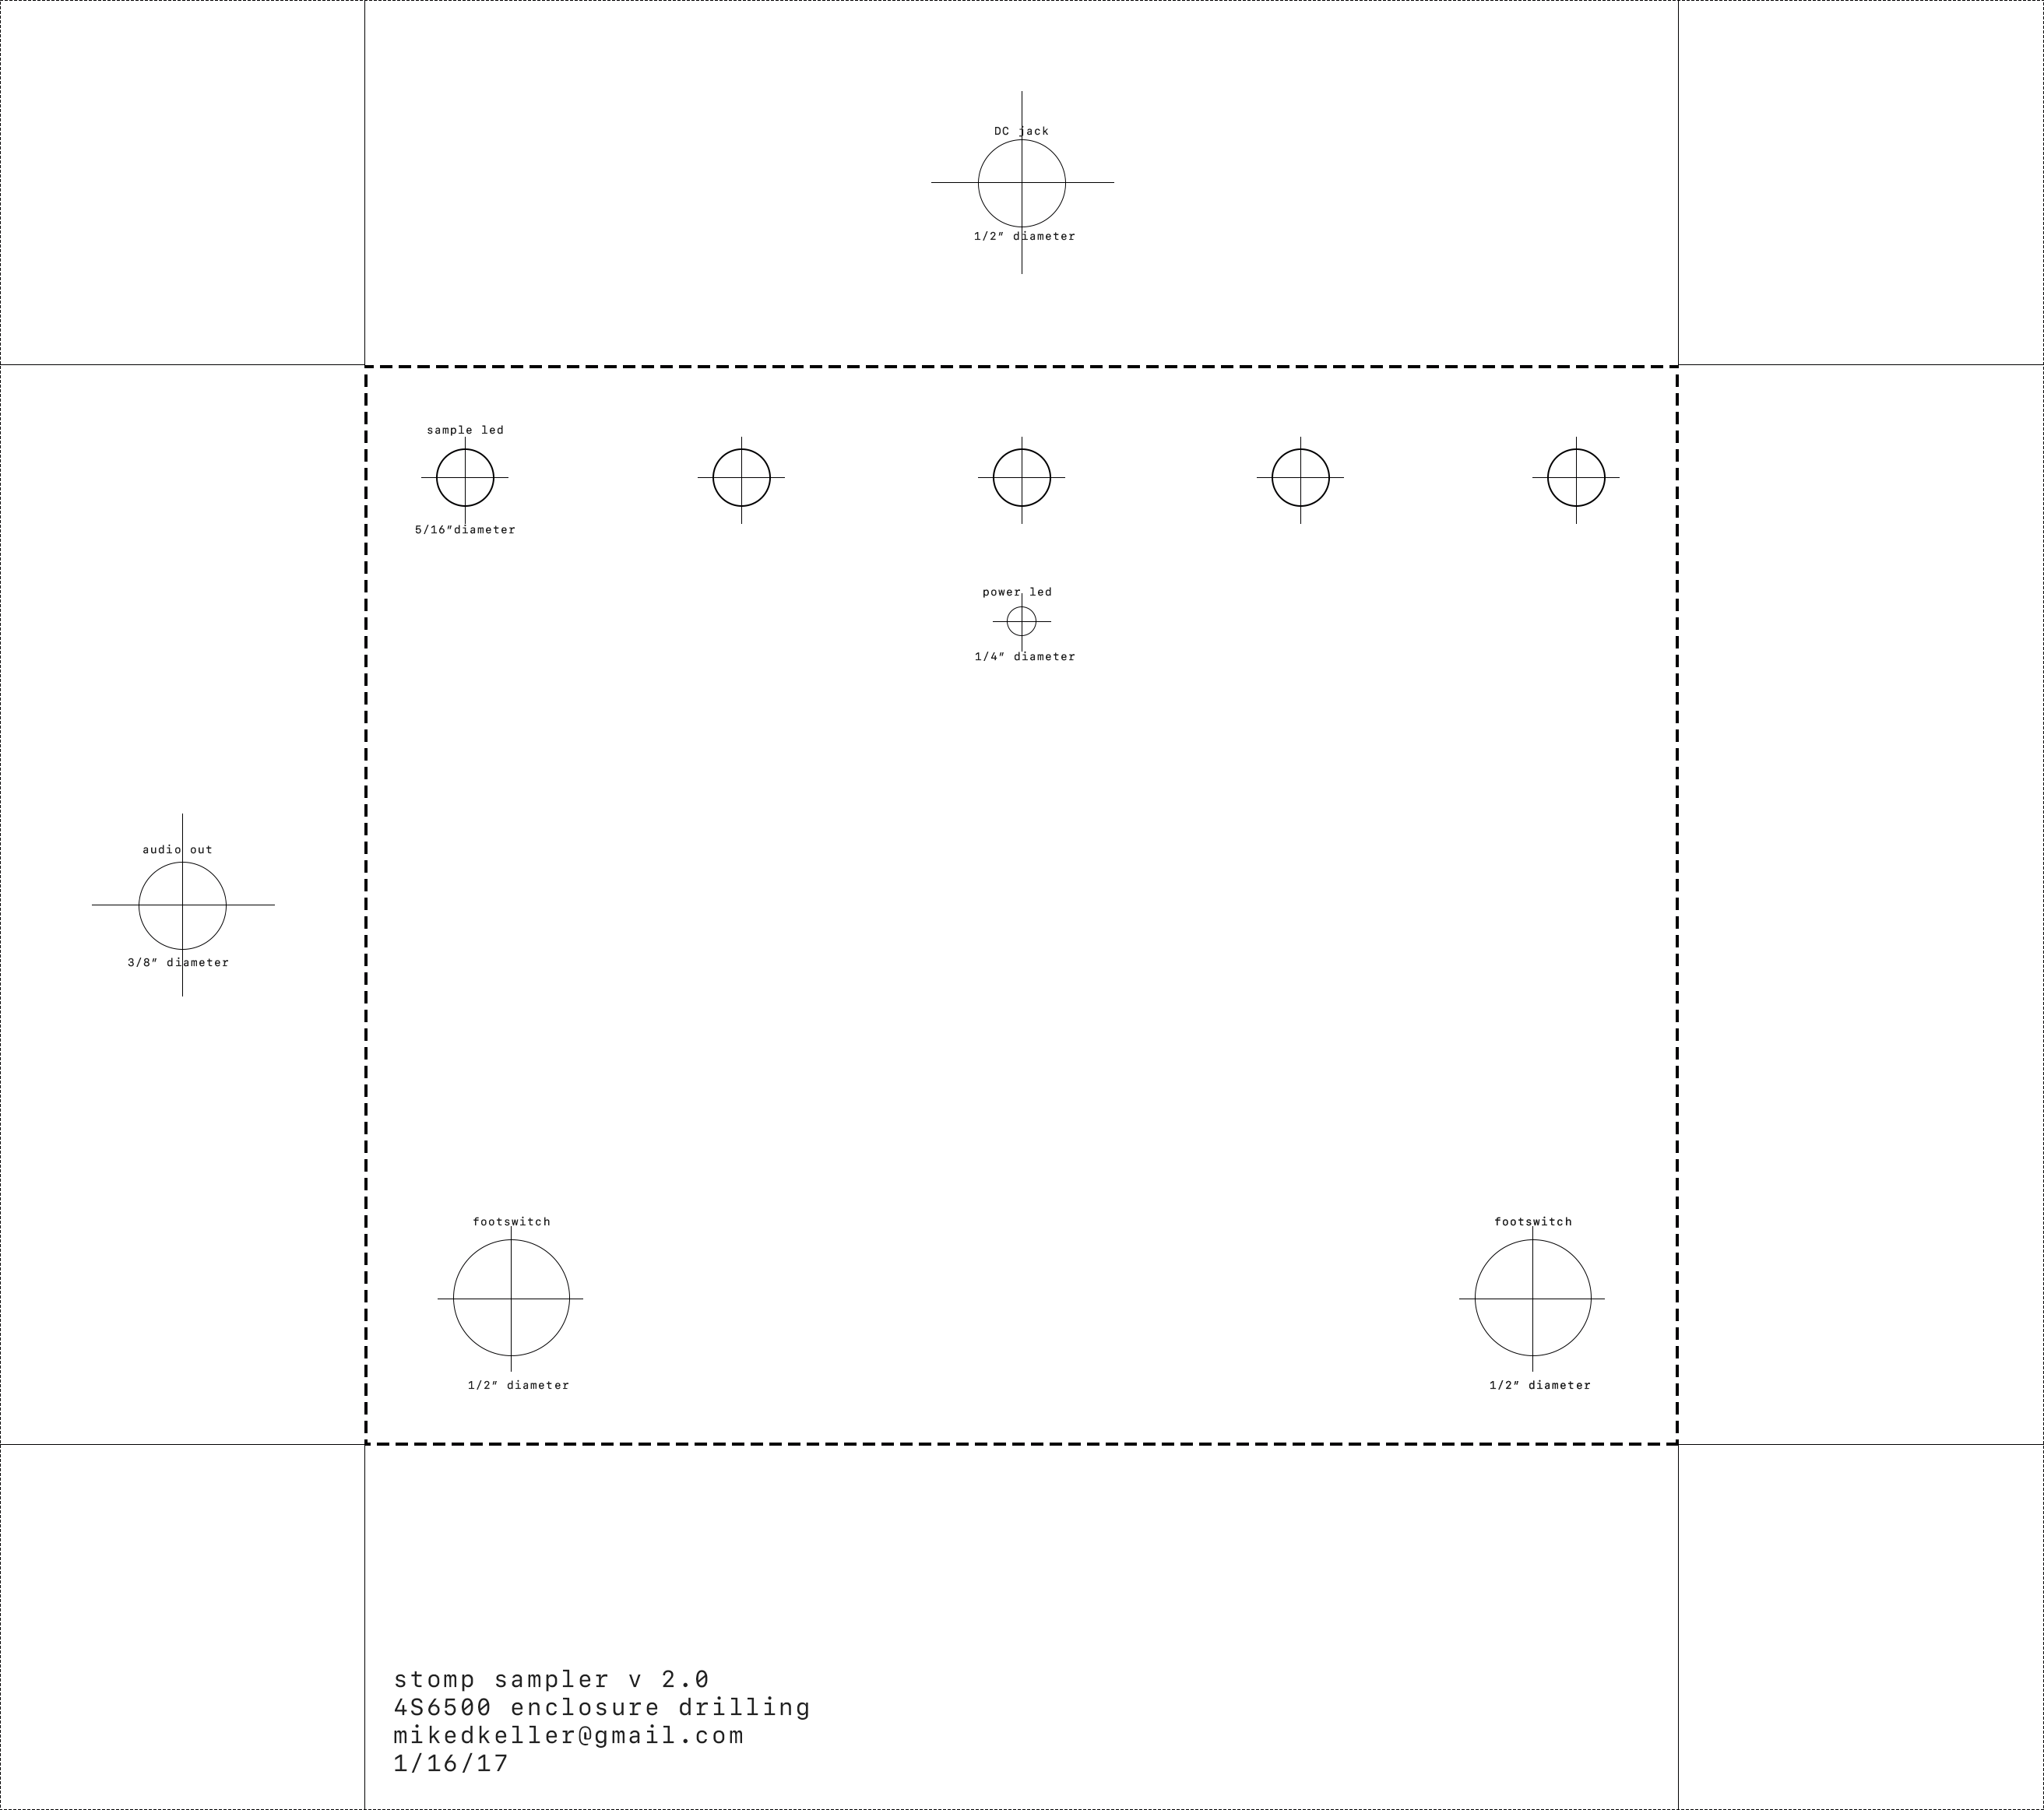 DC jack
1/2” diameter
sample led
5/16”diameter
power led
1/4” diameter
audio out
3/8” diameter
footswitch
footswitch
1/2” diameter
1/2” diameter
stomp sampler v 2.0
4S6500 enclosure drilling
mikedkeller@gmail.com
1/16/17